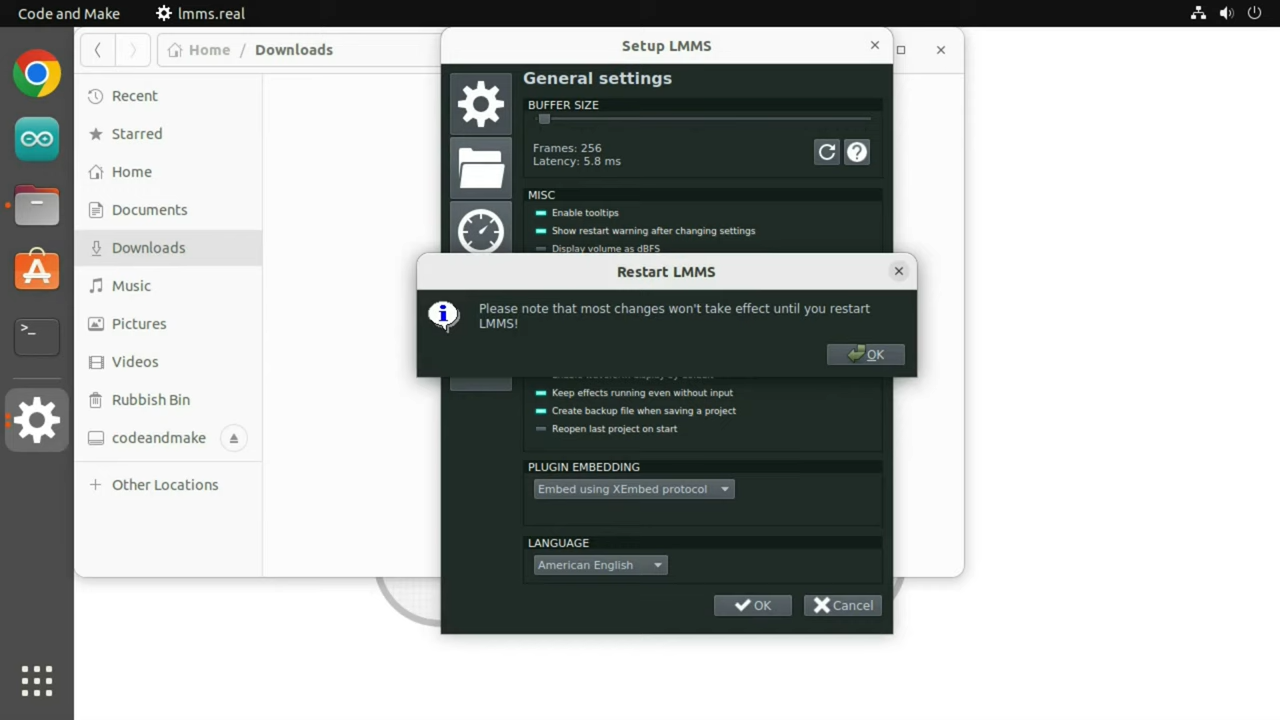 Code and Make
lmms.real
Home / Downloads
Recent
Starred
Home
Documents
Downloads
Music
Pictures
Videos
Rubbish Bin
codeandmake
Other Locations
Setup LMMS
General settings
BUFFER SIZE
Frames: 256
Latency: 5.8 ms
MISC
Enable tooltips
Show restart warning after changing settings
Display volume as dBFS
Restart LMMS
Please note that most changes won't take effect until you restart
LMMS!
OK
Keep effects running even without input
Create backup file when saving a project
Reopen last project on start
PLUGIN EMBEDDING
Embed using XEmbed protocol
LANGUAGE
American English
OK
Cancel